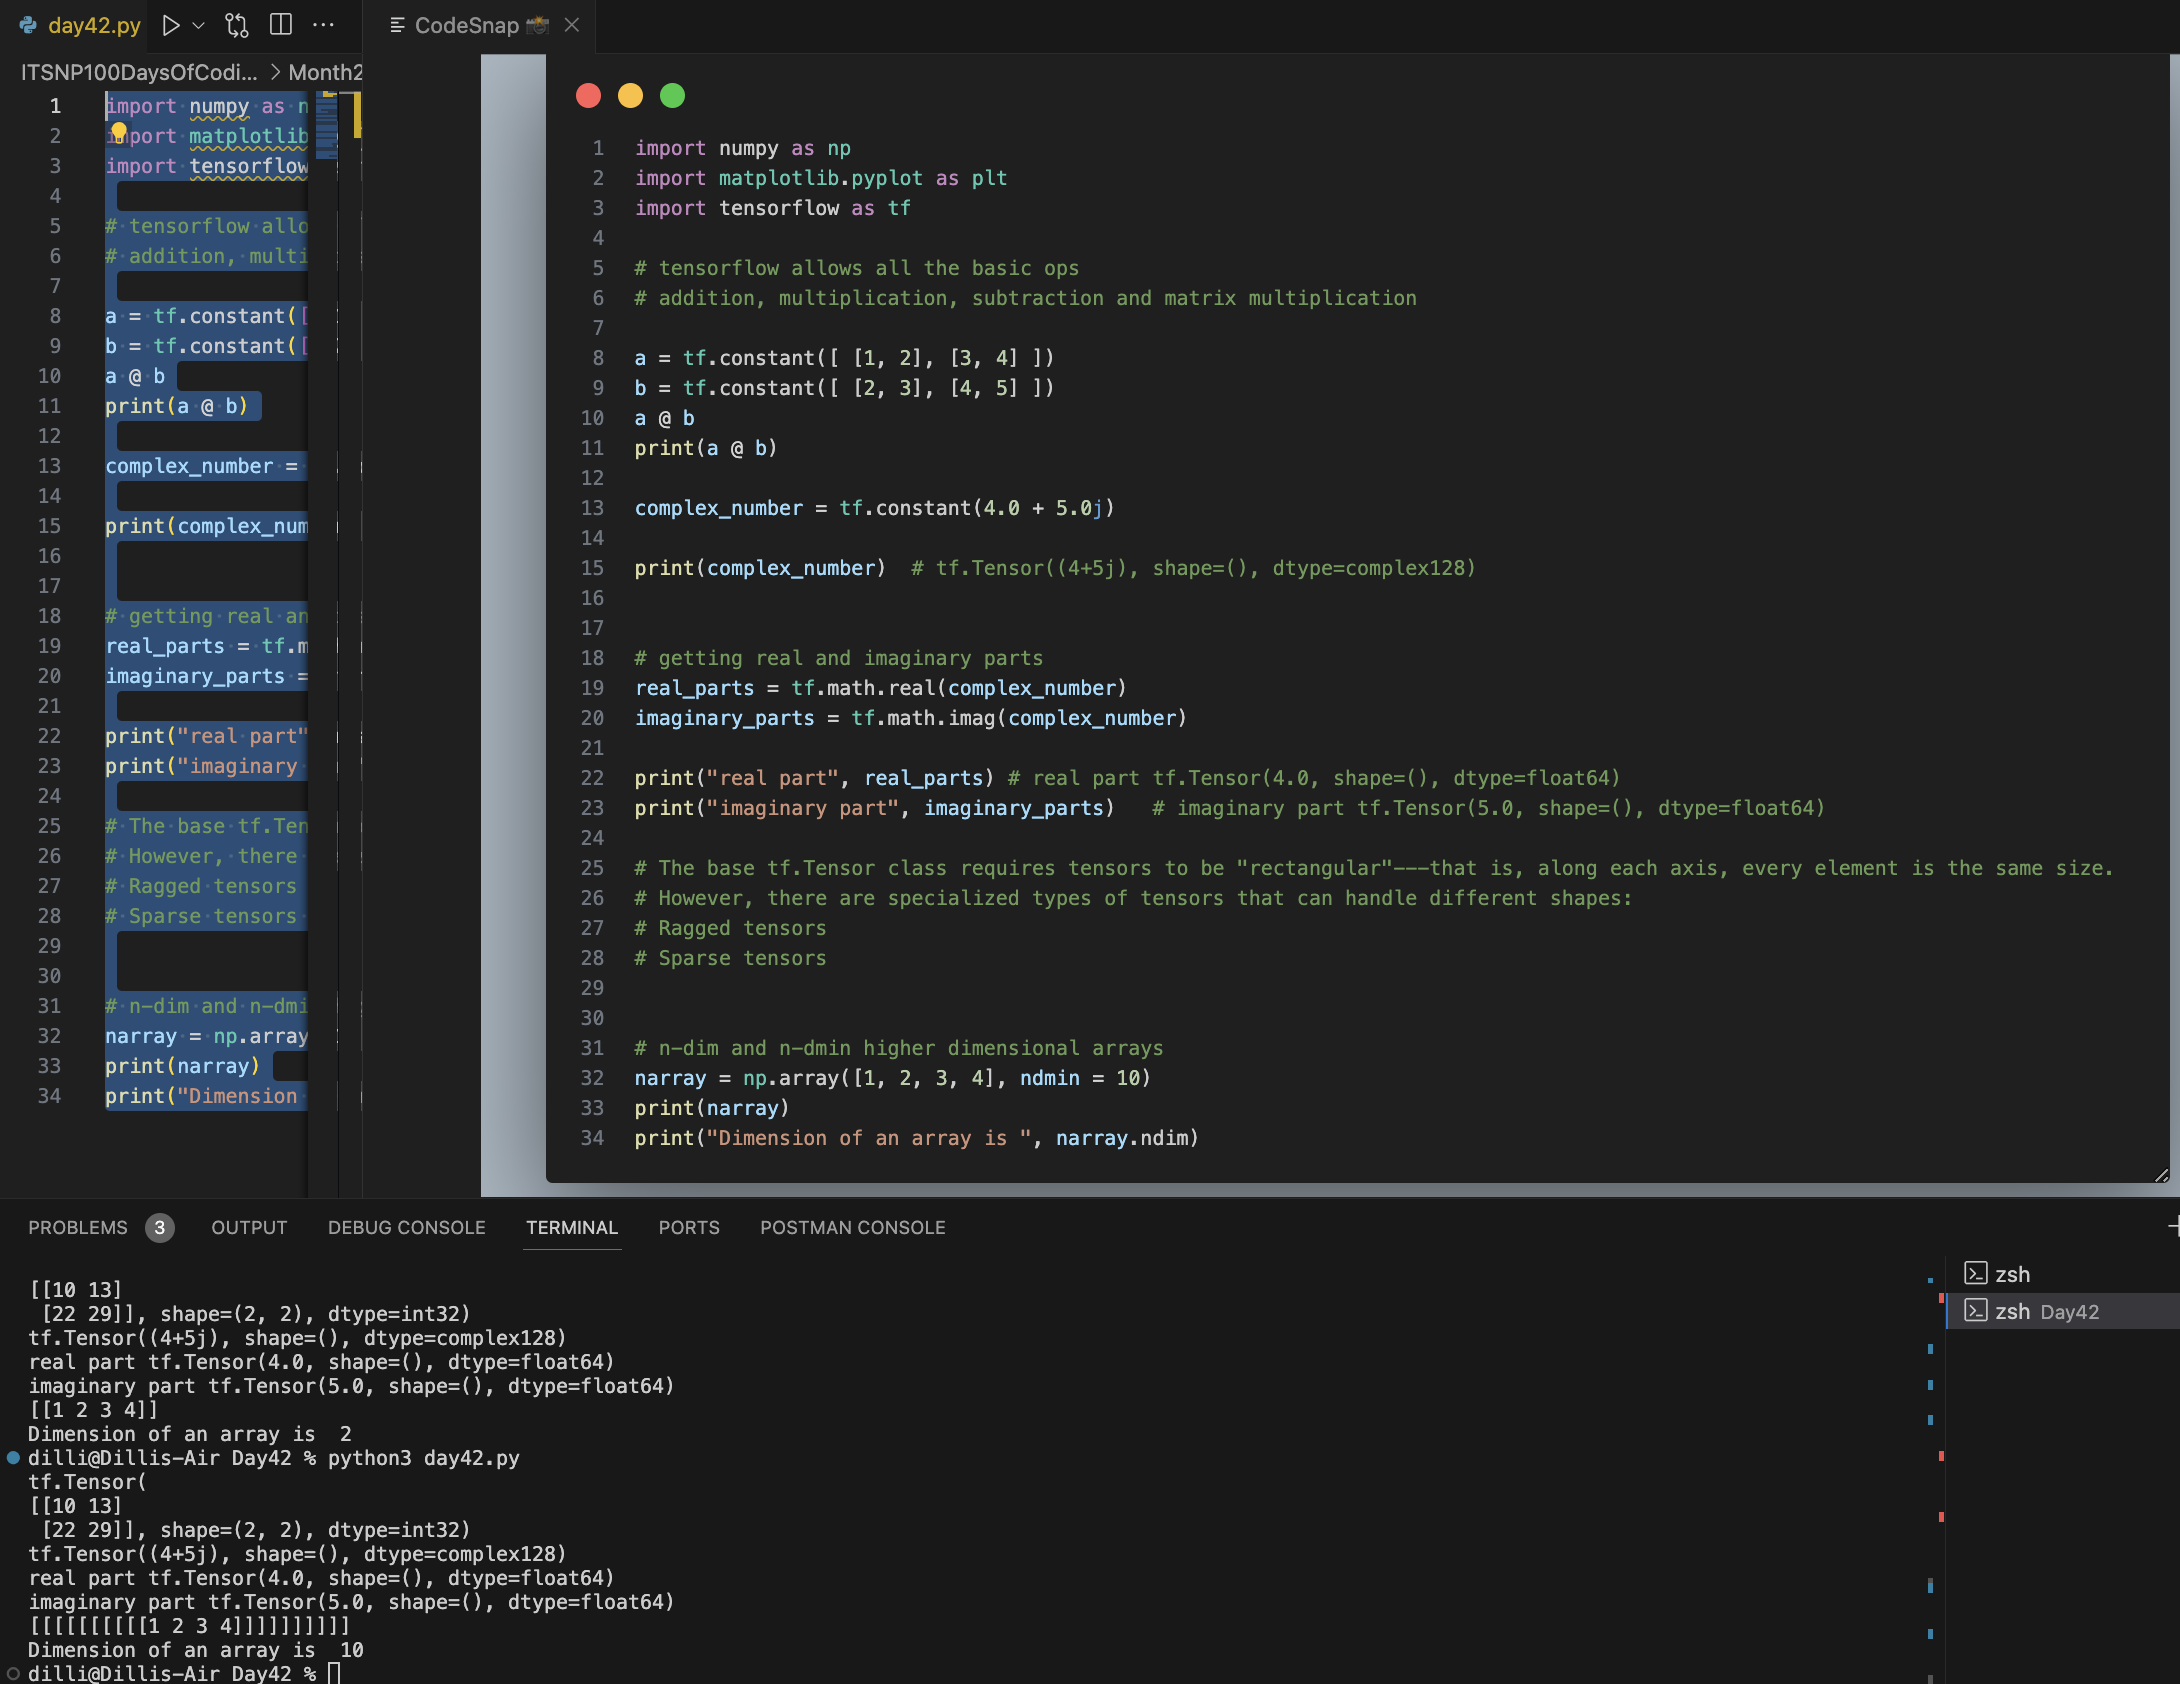 day42.py
CodeSnap
ITSNP100DaysOfCodi... > Month2
1 import numpy as n
2 import matplotlib
3 import tensorflow
4
5 # tensorflow allo
6 # addition, multi
7
8 a = tf.constant([
9 b = tf.constant([
10 a @ b
11 print(a @ b)
12
13 complex_number =
14
15 print(complex_num
16
17
18 # getting real an
19 real_parts = tf.m
20 imaginary_parts =
21
22 print("real part"
23 print("imaginary
24
25 # The base tf.Ten
26 # However, there
27 # Ragged tensors
28 # Sparse tensors
29
30
31 # n-dim and n-dmi
32 narray = np.array
33 print(narray)
34 print("Dimension
1 import numpy as np
2 import matplotlib.pyplot as plt
3 import tensorflow as tf
4
5 # tensorflow allows all the basic ops
6 # addition, multiplication, subtraction and matrix multiplication
7
8 a = tf.constant([ [1, 2], [3, 4] ])
9 b = tf.constant([ [2, 3], [4, 5] ])
10 a @ b
11 print(a @ b)
12
13 complex_number = tf.constant(4.0 + 5.0j)
14
15 print(complex_number)  # tf.Tensor((4+5j), shape=(), dtype=complex128)
16
17
18 # getting real and imaginary parts
19 real_parts = tf.math.real(complex_number)
20 imaginary_parts = tf.math.imag(complex_number)
21
22 print("real part", real_parts) # real part tf.Tensor(4.0, shape=(), dtype=float64)
23 print("imaginary part", imaginary_parts)   # imaginary part tf.Tensor(5.0, shape=(), dtype=float64)
24
25 # The base tf.Tensor class requires tensors to be "rectangular"---that is, along each axis, every element is the same size.
26 # However, there are specialized types of tensors that can handle different shapes:
27 # Ragged tensors
28 # Sparse tensors
29
30
31 # n-dim and n-dmin higher dimensional arrays
32 narray = np.array([1, 2, 3, 4], ndmin = 10)
33 print(narray)
34 print("Dimension of an array is ", narray.ndim)
PROBLEMS 3 OUTPUT DEBUG CONSOLE TERMINAL PORTS POSTMAN CONSOLE
[[10 13]
 [22 29]], shape=(2, 2), dtype=int32)
tf.Tensor((4+5j), shape=(), dtype=complex128)
real part tf.Tensor(4.0, shape=(), dtype=float64)
imaginary part tf.Tensor(5.0, shape=(), dtype=float64)
[[1 2 3 4]]
Dimension of an array is  2
dilli@Dillis-Air Day42 % python3 day42.py
tf.Tensor(
[[10 13]
 [22 29]], shape=(2, 2), dtype=int32)
tf.Tensor((4+5j), shape=(), dtype=complex128)
real part tf.Tensor(4.0, shape=(), dtype=float64)
imaginary part tf.Tensor(5.0, shape=(), dtype=float64)
[[[[[[[[[[1 2 3 4]]]]]]]]]]
Dimension of an array is  10
dilli@Dillis-Air Day42 %
zsh
zsh Day42